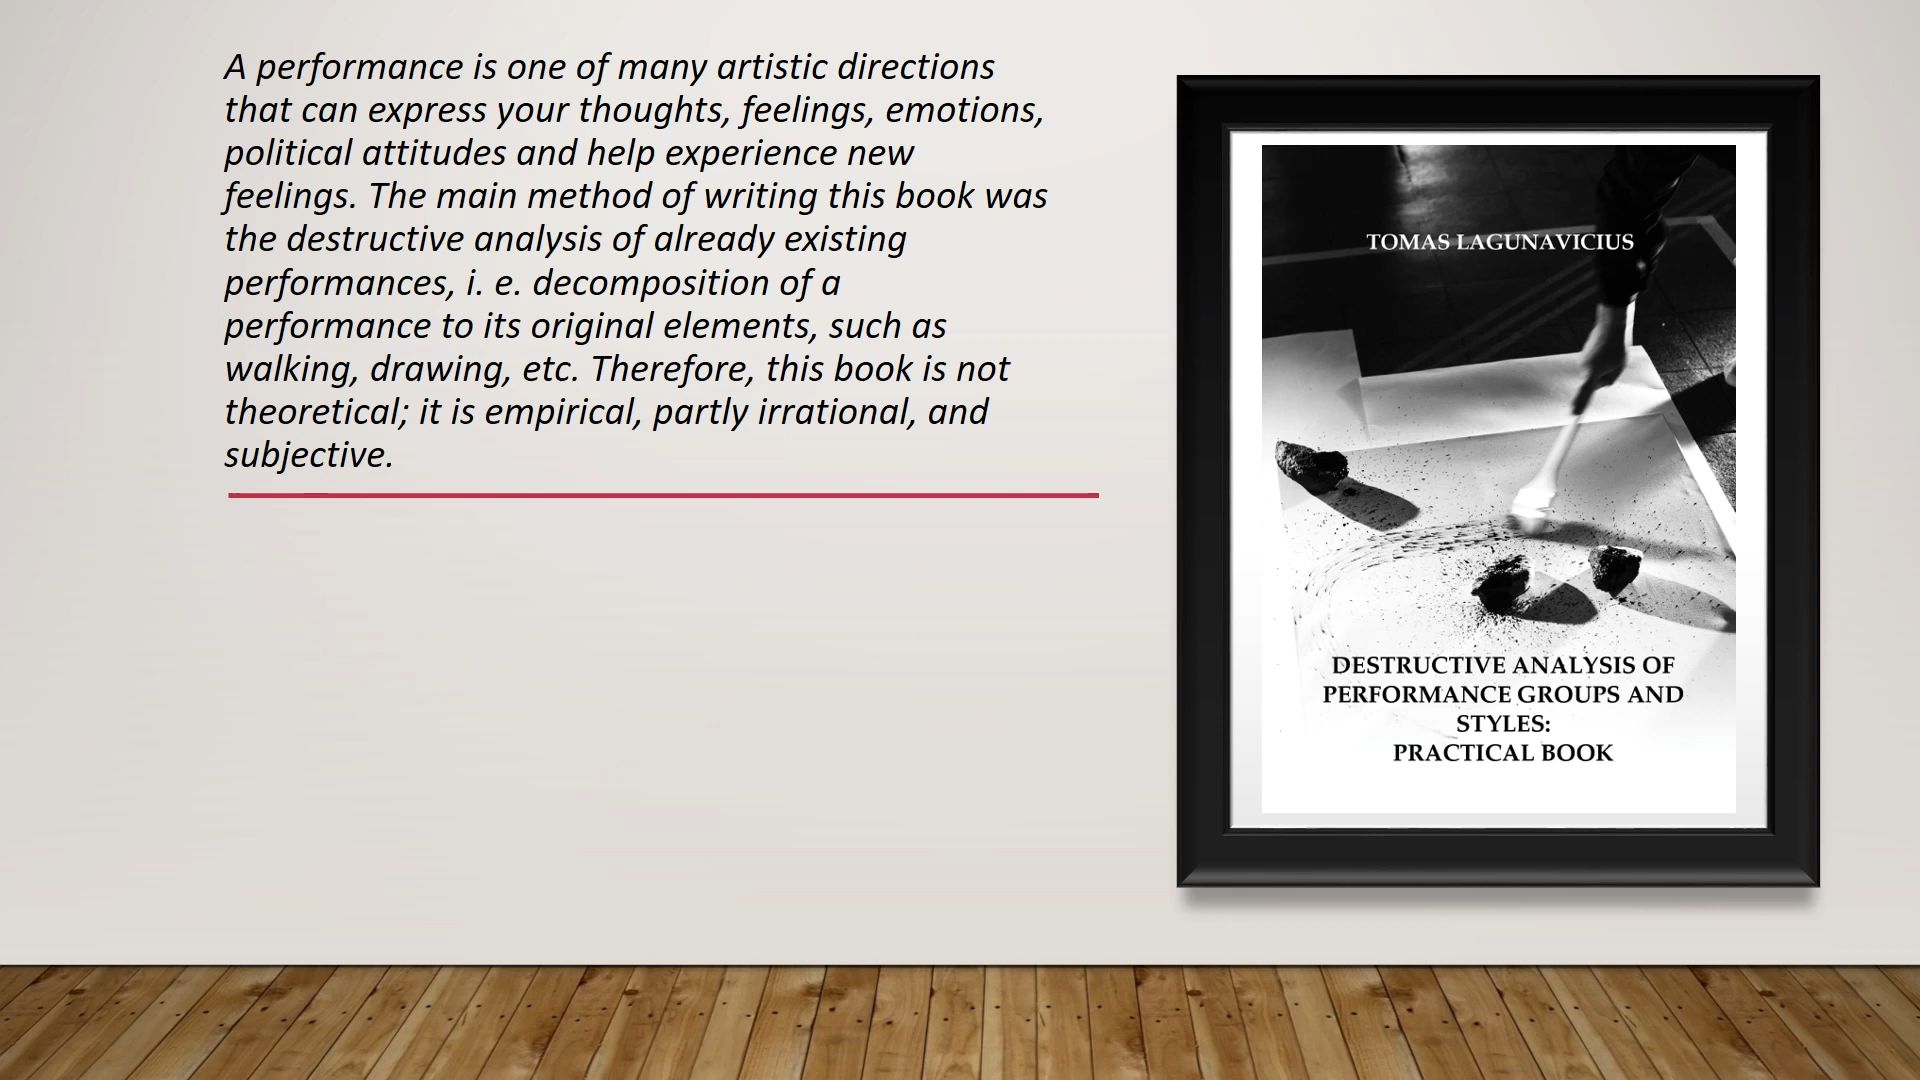 A performance is one of many artistic directions
that can express your thoughts, feelings, emotions,
political attitudes and help experience new
feelings. The main method of writing this book was
the destructive analysis of already existing
performances, i. e. decomposition of a
performance to its original elements, such as
walking, drawing, etc. Therefore, this book is not
theoretical; it is empirical, partly irrational, and
subjective.
TOMAS LAGUNAVICIUS
DESTRUCTIVE ANALYSIS OF
PERFORMANCE GROUPS AND
STYLES:
PRACTICAL BOOK